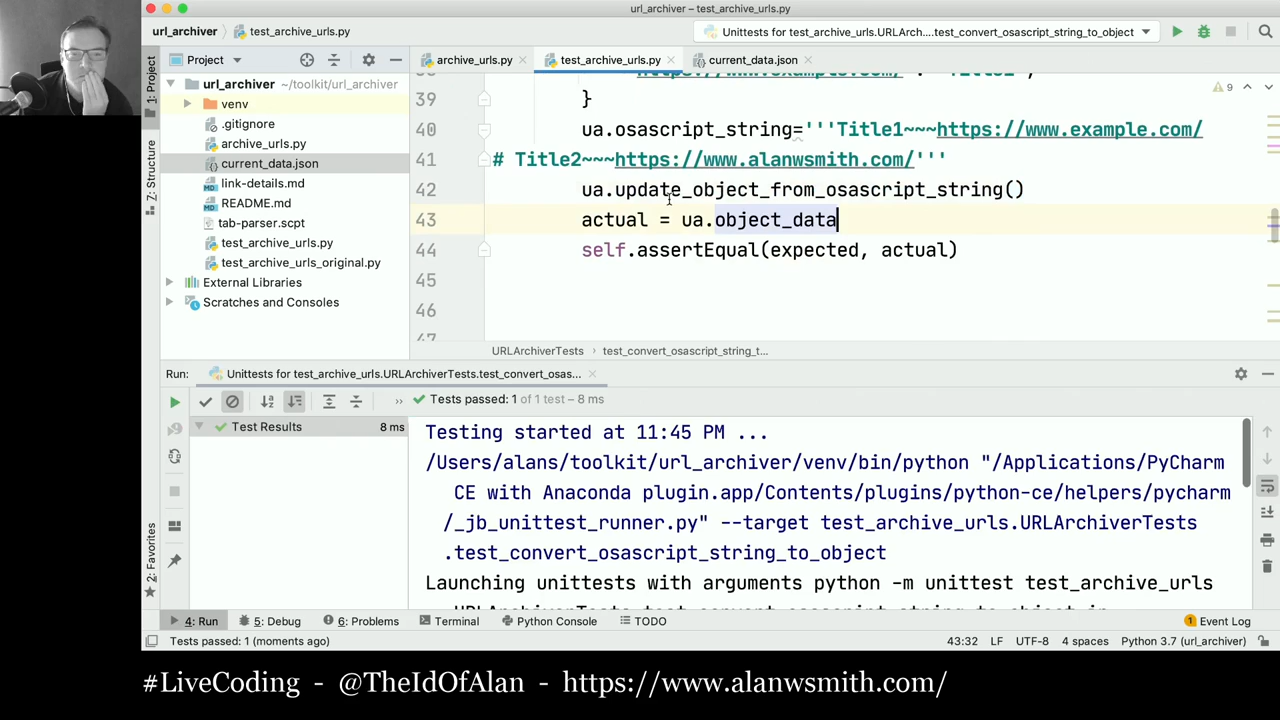 url_archiver – test_archive_urls.py
url_archiver
test_archive_urls.py
Unittests for test_archive_urls.URLArch....test_convert_osascript_string_to_object
Project
archive_urls.py
test_archive_urls.py
current_data.json
1: Project
url_archiver ~/toolkit/url_archiver
venv
.gitignore
archive_urls.py
current_data.json
link-details.md
README.md
tab-parser.scpt
test_archive_urls.py
test_archive_urls_original.py
External Libraries
Scratches and Consoles
7: Structure
9
39 }
40 ua.osascript_string='''Title1~~~https://www.example.com/
41 # Title2~~~https://www.alanwsmith.com/'''
42 ua.update_object_from_osascript_string()
43 actual = ua.object_data
44 self.assertEqual(expected, actual)
45
46
URLArchiverTests
test_convert_osascript_string_t...
Run:
Unittests for test_archive_urls.URLArchiverTests.test_convert_osas...
Tests passed: 1 of 1 test – 8 ms
Test Results
8 ms
Testing started at 11:45 PM ...
/Users/alans/toolkit/url_archiver/venv/bin/python "/Applications/PyCharm
CE with Anaconda plugin.app/Contents/plugins/python-ce/helpers/pycharm
/_jb_unittest_runner.py" --target test_archive_urls.URLArchiverTests
.test_convert_osascript_string_to_object
Launching unittests with arguments python -m unittest test_archive_urls
2: Favorites
4: Run
5: Debug
6: Problems
Terminal
Python Console
TODO
1 Event Log
Tests passed: 1 (moments ago)
43:32 LF UTF-8 4 spaces Python 3.7 (url_archiver)
#LiveCoding - @TheIdOfAlan - https://www.alanwsmith.com/